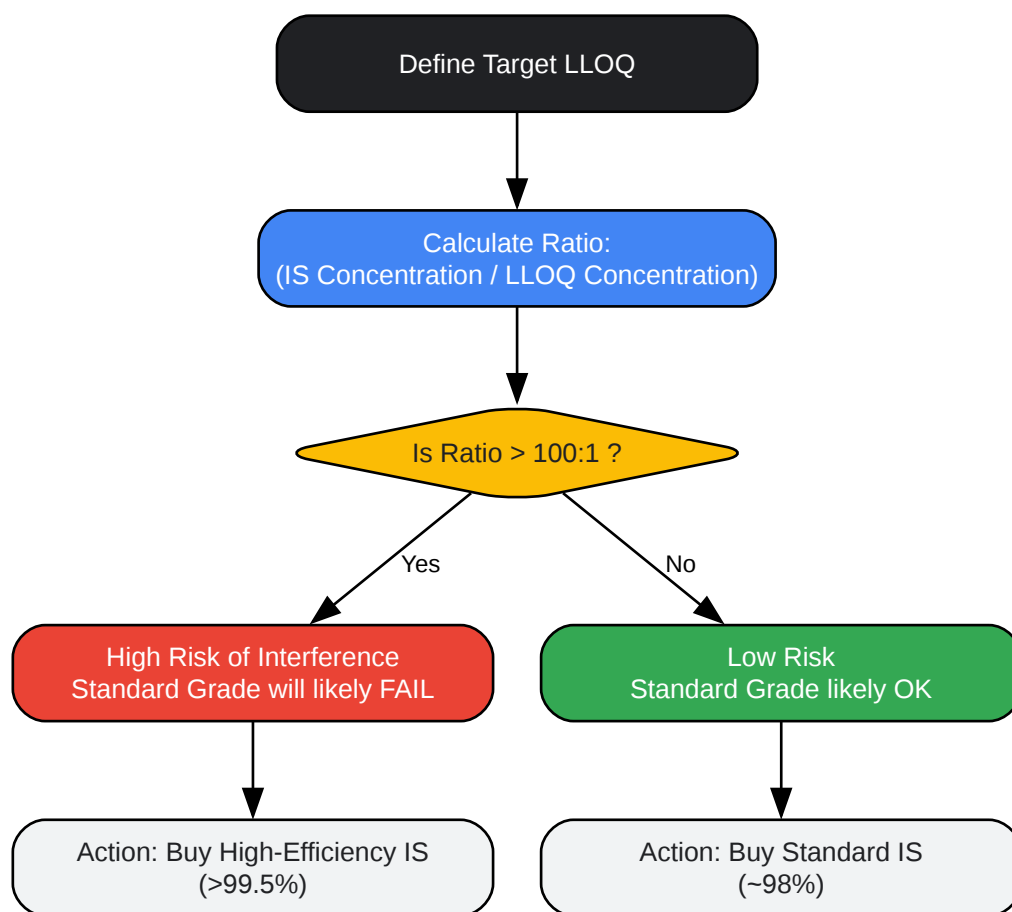 Define Target LLOQ
Calculate Ratio:
(IS Concentration / LLOQ Concentration)
Is Ratio > 100:1 ?
Yes
No
High Risk of Interference
Standard Grade will likely FAIL
Low Risk
Standard Grade likely OK
Action: Buy High-Efficiency IS
(>99.5%)
Action: Buy Standard IS
(~98%)